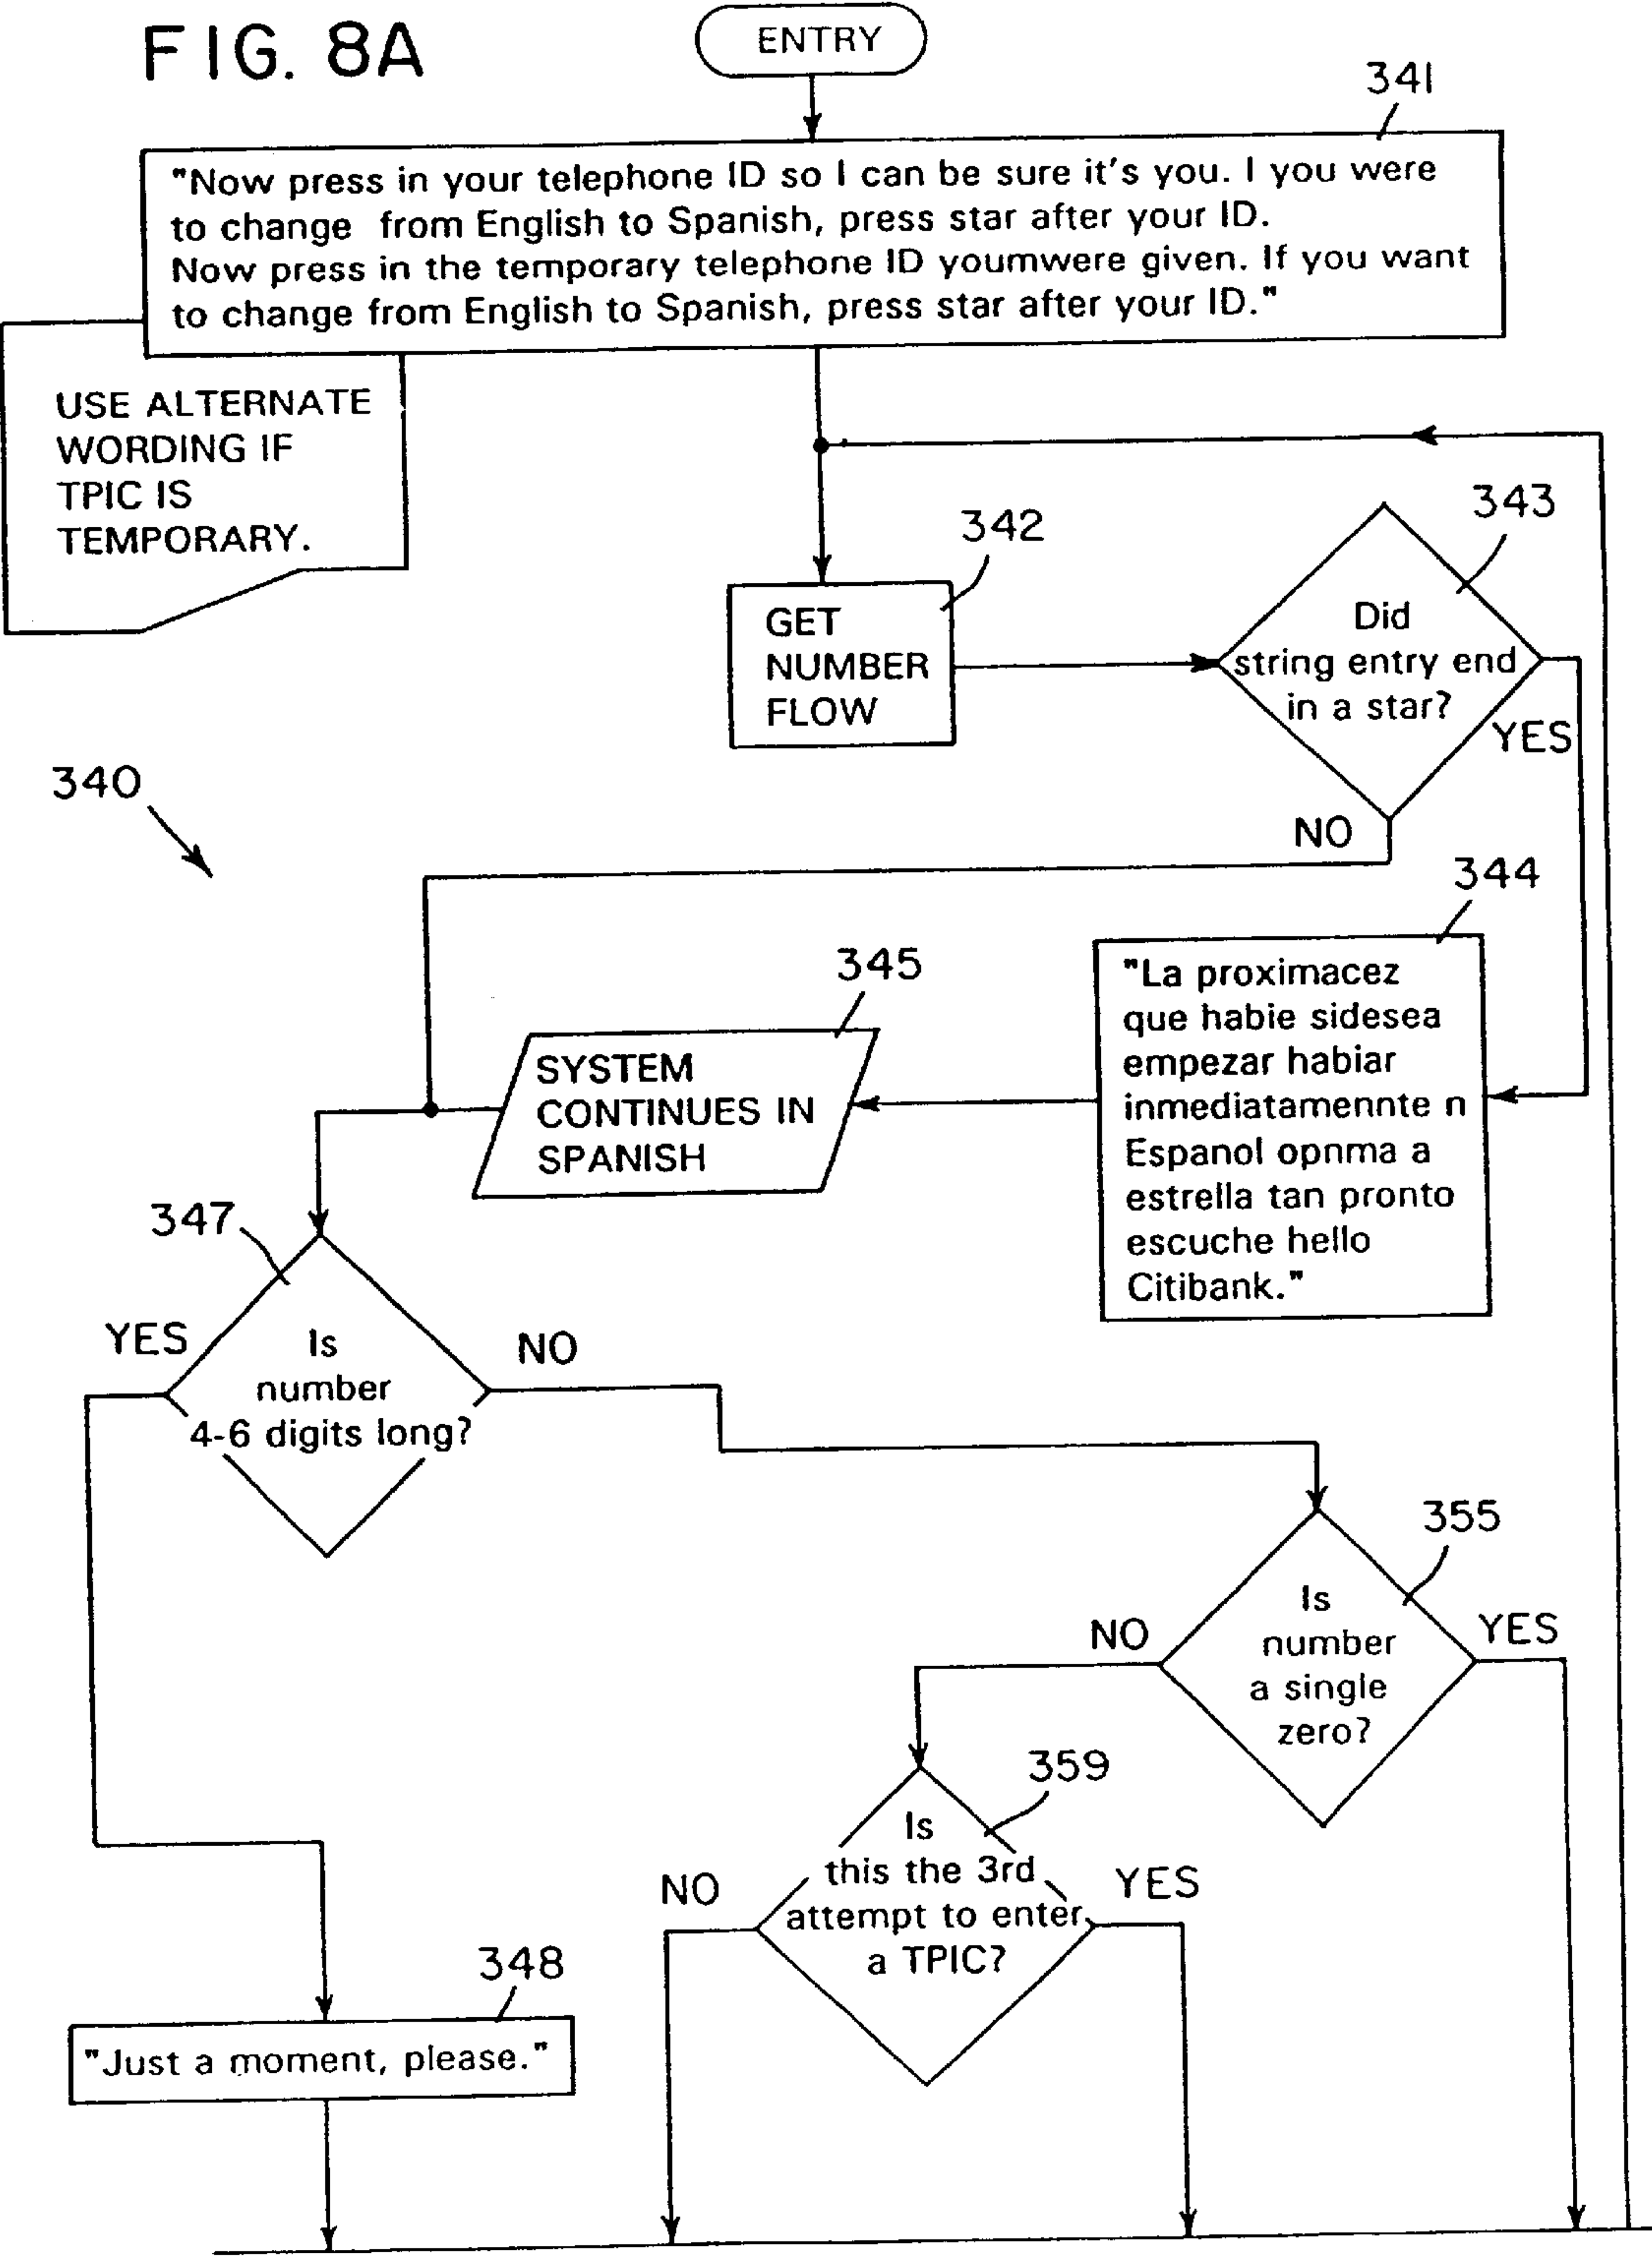 FIG. 8A
ENTRY
341
"Now press in your telephone ID so I can be sure it's you. I you were
to change from English to Spanish, press star after your ID.
Now press in the temporary telephone ID youmwere given. If you want
to change from English to Spanish, press star after your ID."
USE ALTERNATE
WORDING IF
TPIC IS
TEMPORARY.
342
GET
NUMBER
FLOW
343
Did
string entry end
in a star?
YES
NO
340
344
"La proximacez
que habie sidesea
empezar habiar
inmediatamennte n
Espanol opnma a
estrella tan pronto
escuche hello
Citibank."
345
SYSTEM
CONTINUES IN
SPANISH
347
YES
Is
number
4-6 digits long?
NO
355
Is
number
a single
zero?
NO
YES
359
Is
this the 3rd
attempt to enter
a TPIC?
NO
YES
348
"Just a moment, please."